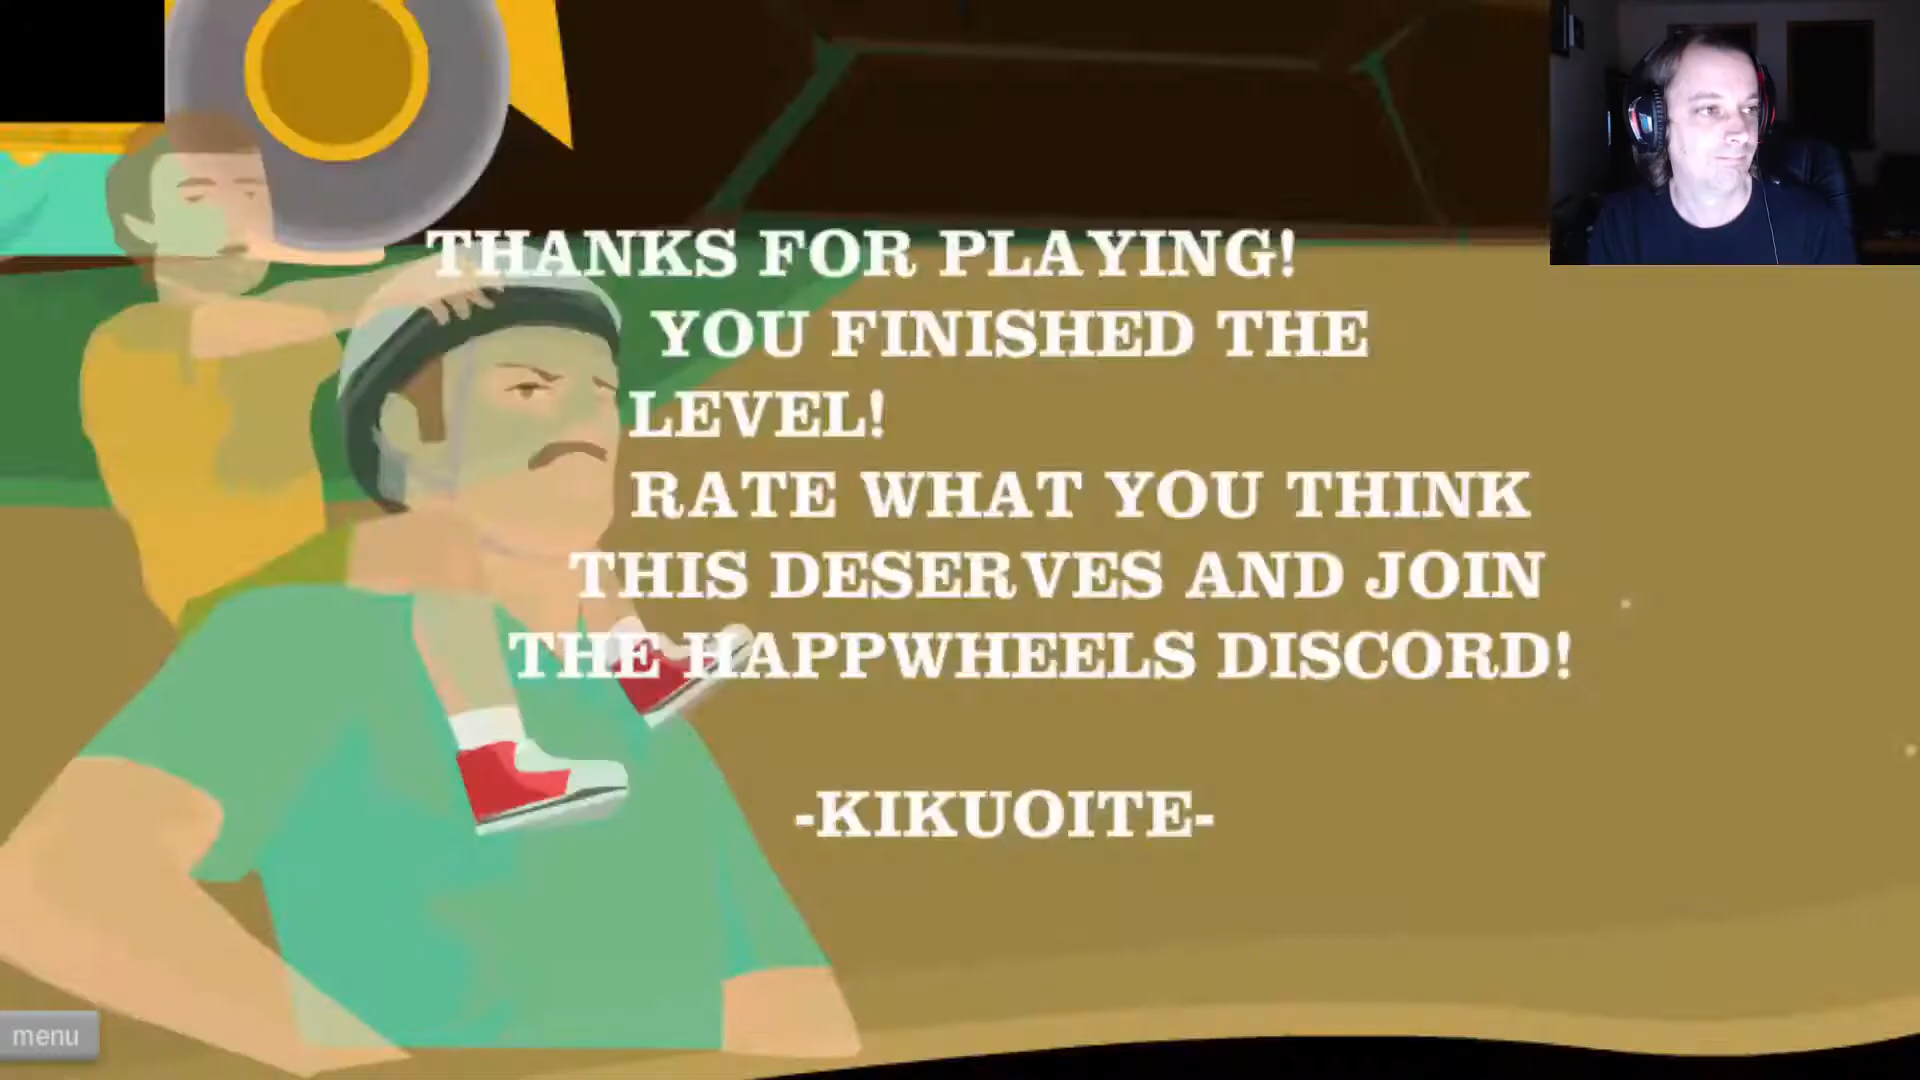 THANKS FOR PLAYING!
YOU FINISHED THE
LEVEL!
RATE WHAT YOU THINK
THIS DESERVES AND JOIN
THE HAPPWHEELS DISCORD!
-KIKUOITE-
menu